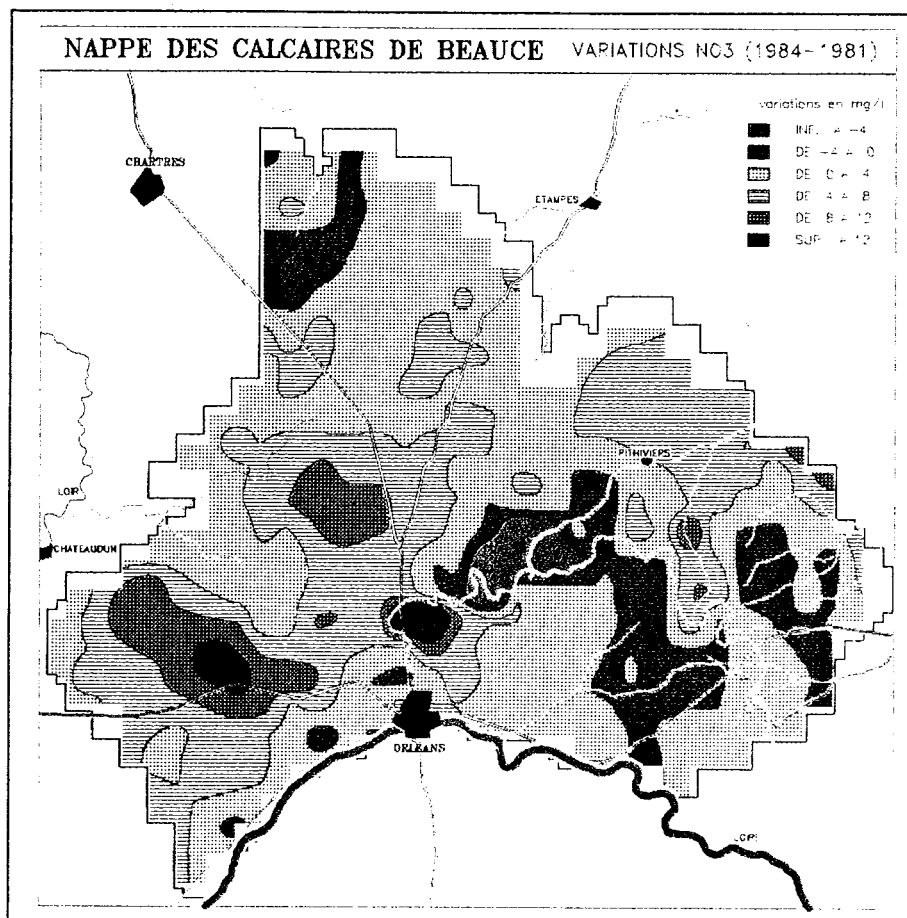 NAPPE DES CALCAIRES DE BEAUCE VARIATIONS NO3 (1984-1981)
variations en mg/l
INF. A -4
DE -4 A 0
DE 0 A 4
DE 4 A 8
DE 8 A 12
SUP. A 12
CHARTRES
ETAMPES
PITHIVIERS
LOIR
CHATEAUDUN
ORLEANS